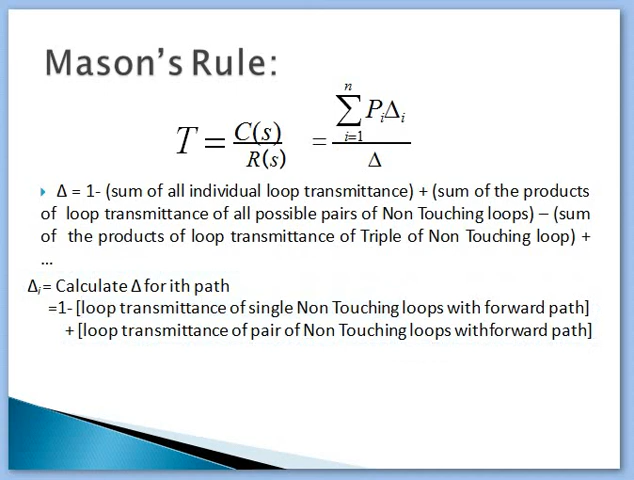 Mason's Rule:
T = C(s)/R(s) = \frac{\sum_{i=1}^{n} P_i Δ_i}{Δ}
Δ = 1- (sum of all individual loop transmittance) + (sum of the products
of loop transmittance of all possible pairs of Non Touching loops) – (sum
of the products of loop transmittance of Triple of Non Touching loop) +
...
Δi = Calculate Δ for ith path
=1- [loop transmittance of single Non Touching loops with forward path]
+ [loop transmittance of pair of Non Touching loops withforward path]